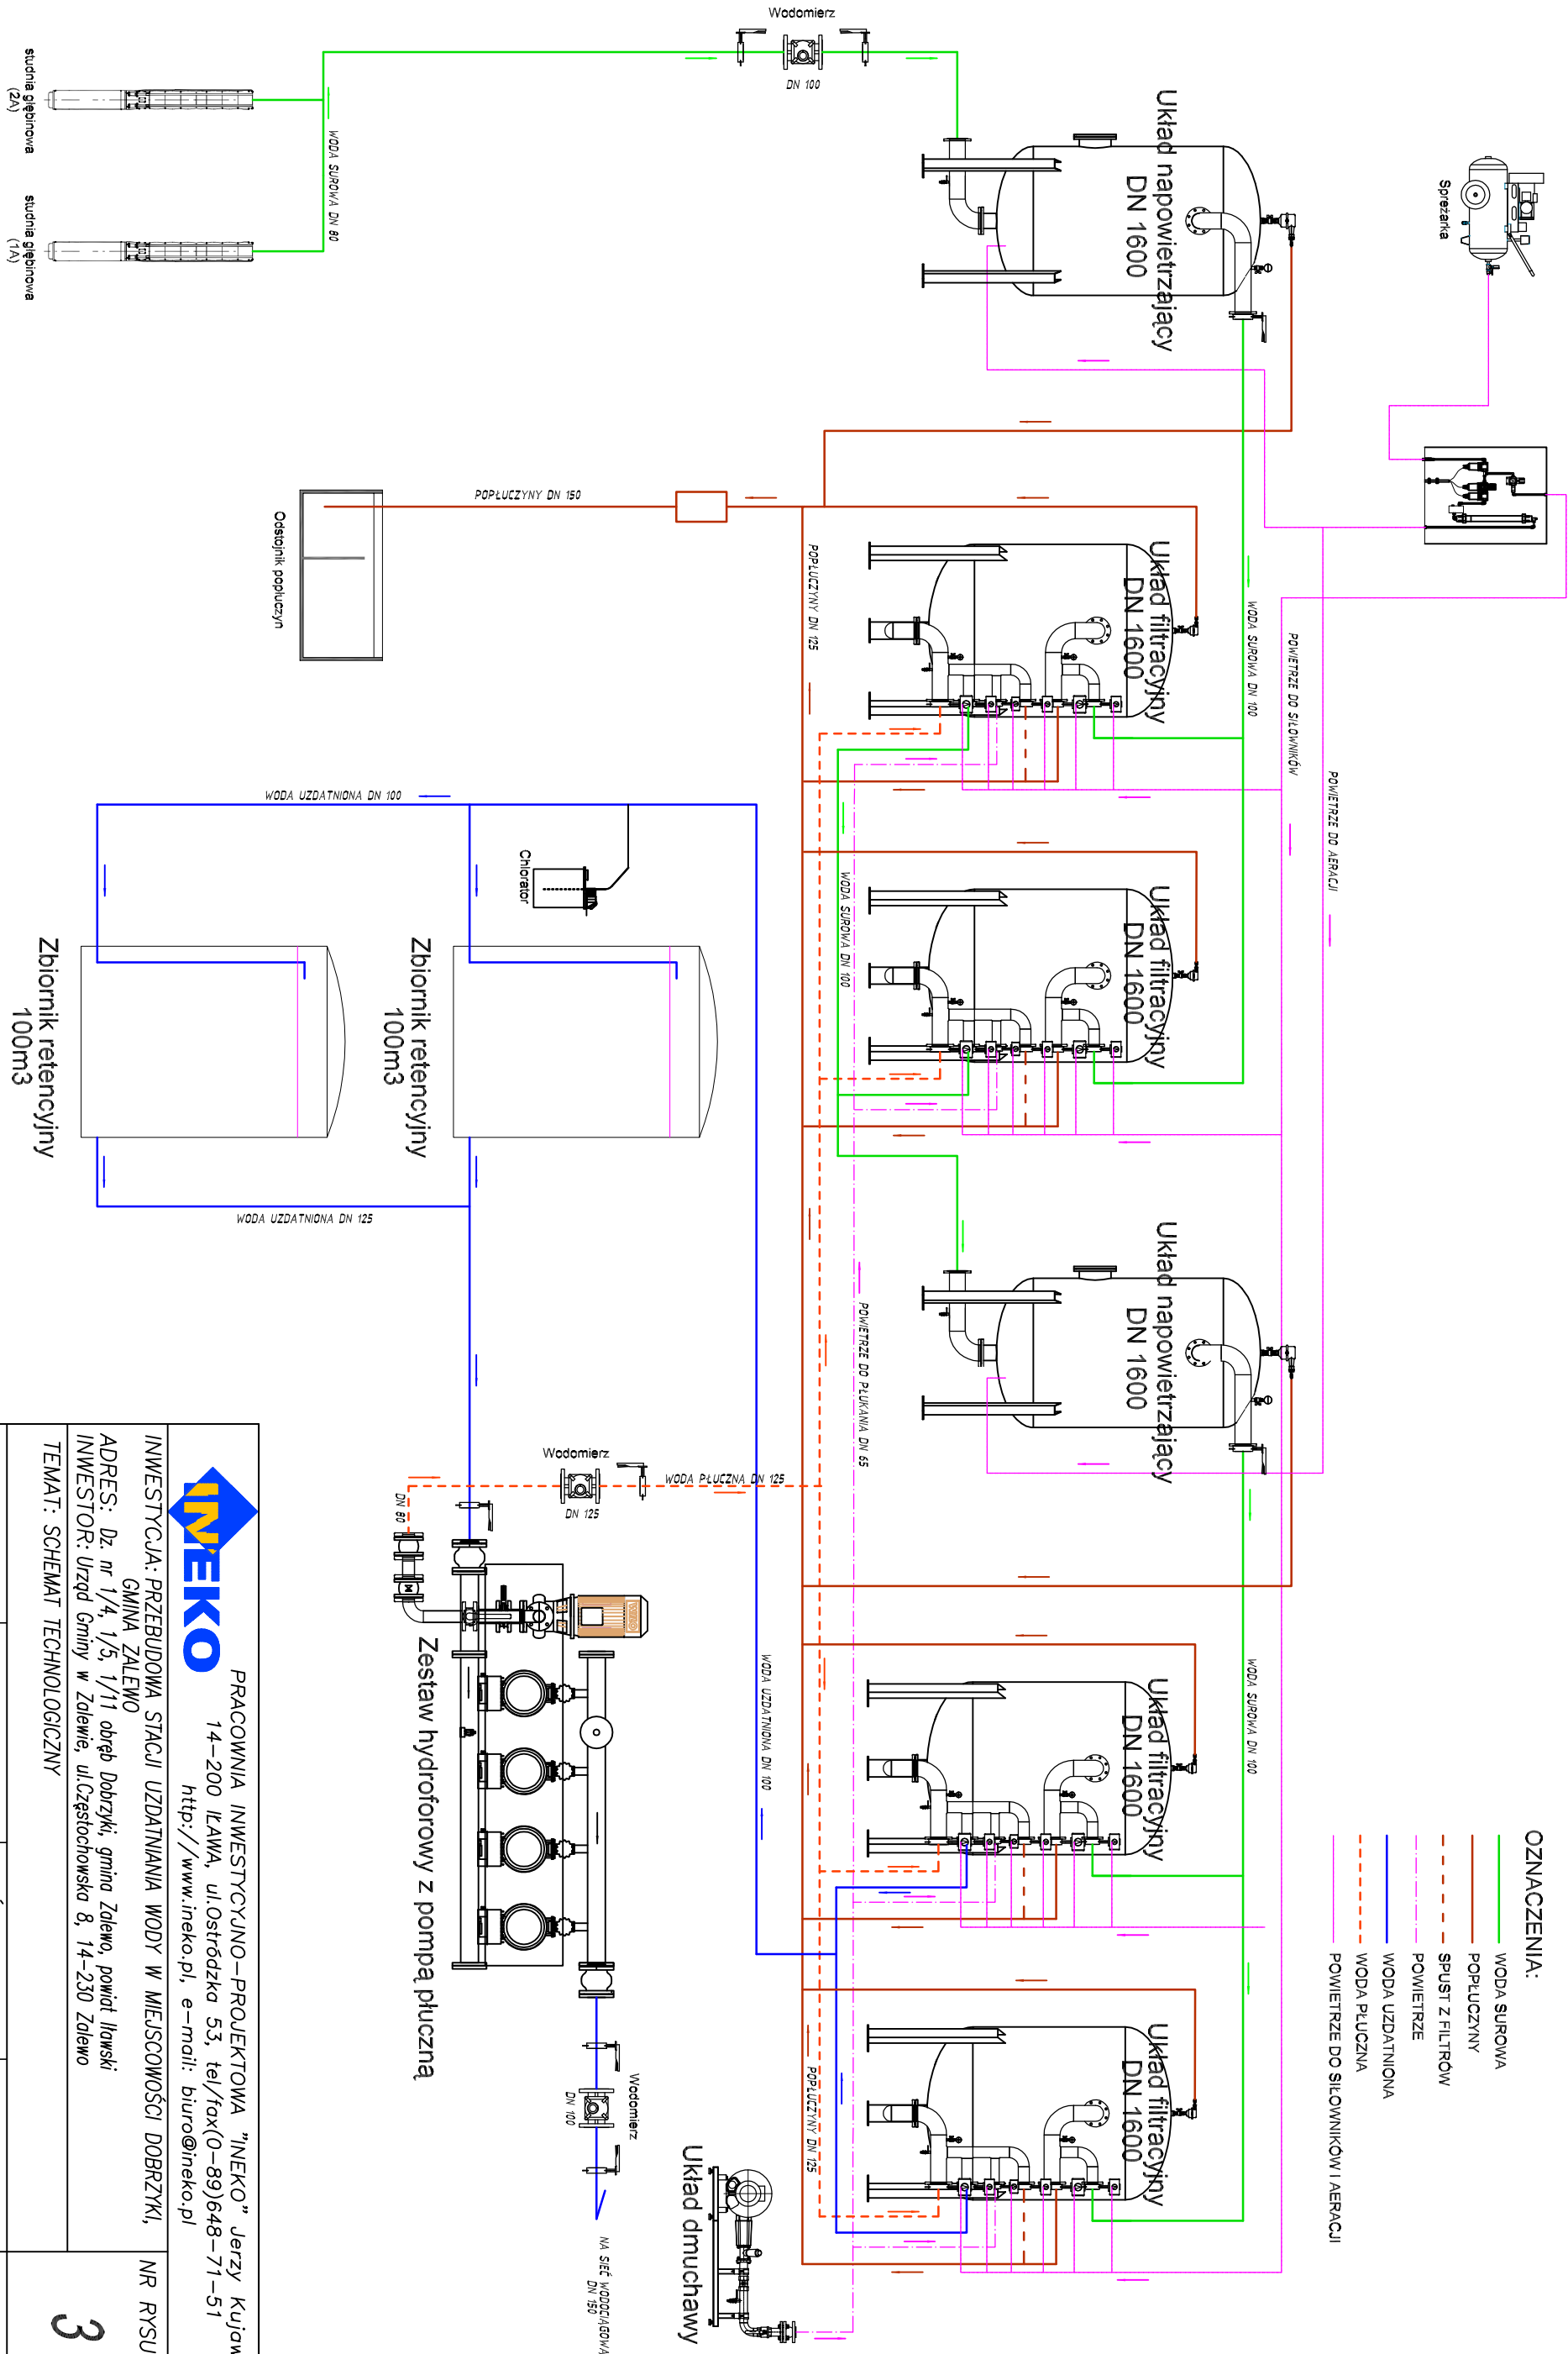 Wodomierz
DN 100
studnia głębinowa
(2A)
WODA SUROWA DN 80
studnia głębinowa
(1A)
Układ napowietrzający
DN 1600
Sprężarka
POPŁUCZYNY DN 150
Odstojnik popłuczyn
POPŁUCZYNY DN 125
Układ filtracyjny
DN 1600
WODA SUROWA DN 100
POWIETRZE DO SIŁOWNIKÓW
POWIETRZE DO AERACJI
WODA UZDATNIONA DN 100
Chlorator
WODA SUROWA DN 100
Układ filtracyjny
DN 1600
Zbiornik retencyjny
100m3
Zbiornik retencyjny
100m3
WODA UZDATNIONA DN 125
Układ napowietrzający
DN 1600
POWIETRZE DO PŁUKANIA DN 65
Wodomierz
DN 125
WODA PŁUCZNA DN 125
DN 80
Zestaw hydroforowy z pompą płuczną
WODA UZDATNIONA DN 100
Układ filtracyjny
DN 1600
WODA SUROWA DN 100
Układ filtracyjny
DN 1600
POPŁUCZYNY DN 125
Wodomierz
DN 100
NA SIEĆ WODOCIĄGOWĄ
DN 150
Układ dmuchawy
OZNACZENIA:
WODA SUROWA
POPŁUCZYNY
SPUST Z FILTRÓW
POWIETRZE
WODA UZDATNIONA
WODA PŁUCZNA
POWIETRZE DO SIŁOWNIKÓW I AERACJI
INEKO
PRACOWNIA INWESTYCYJNO-PROJEKTOWA "INEKO" Jerzy Kujaw
14-200 IŁAWA, ul.Ostródzka 53, tel/fax(0-89)648-71-51
http://www.ineko.pl, e-mail: biuro@ineko.pl
INWESTYCJA: PRZEBUDOWA STACJI UZDATNIANIA WODY W MIEJSCOWOŚCI DOBRZYKI,
GMINA ZALEWO
ADRES: Dz. nr 1/4, 1/5, 1/11 obręb Dobrzyki, gmina Zalewo, powiat Iławski
INWESTOR: Urząd Gminy w Zalewie, ul.Częstochowska 8, 14-230 Zalewo
TEMAT: SCHEMAT TECHNOLOGICZNY
NR RYSU
3